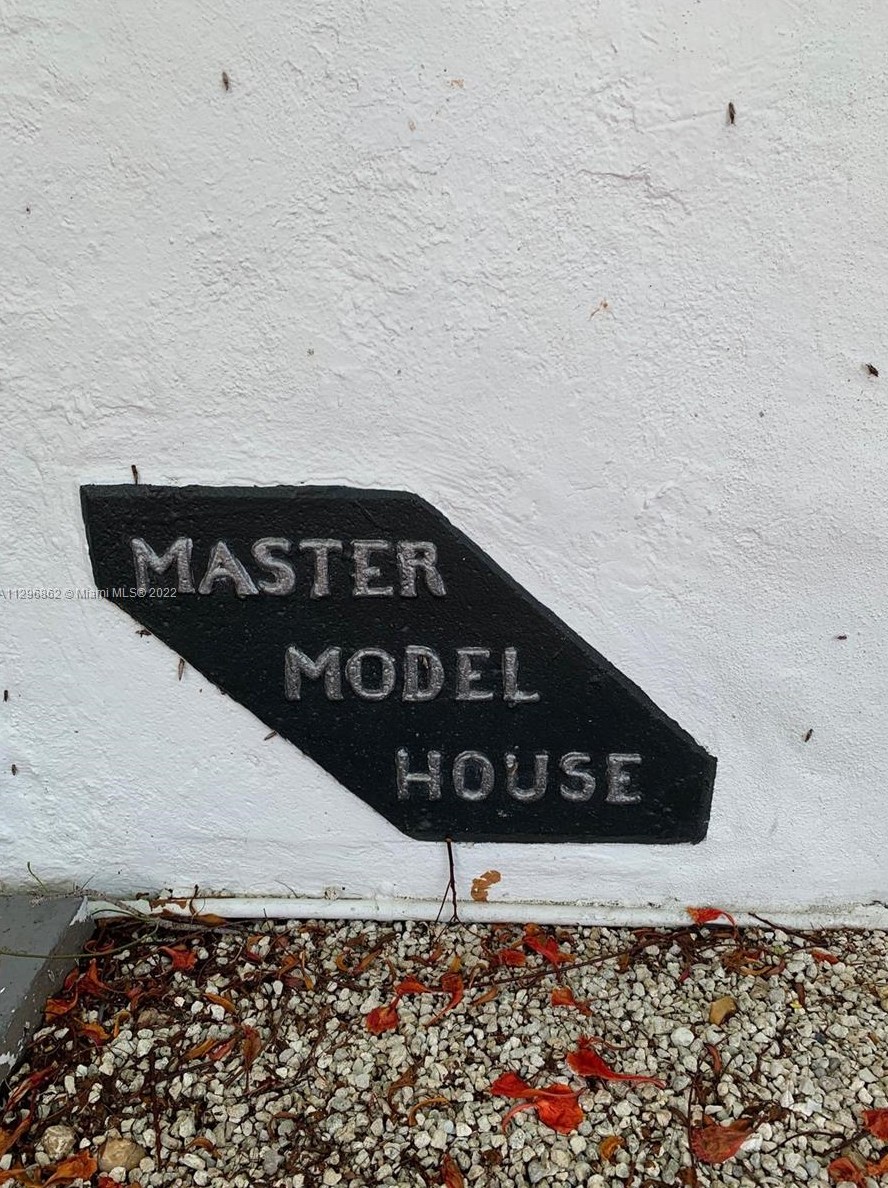 MASTER
MODEL
HOUSE
A11296862 © Miami MLS® 2022